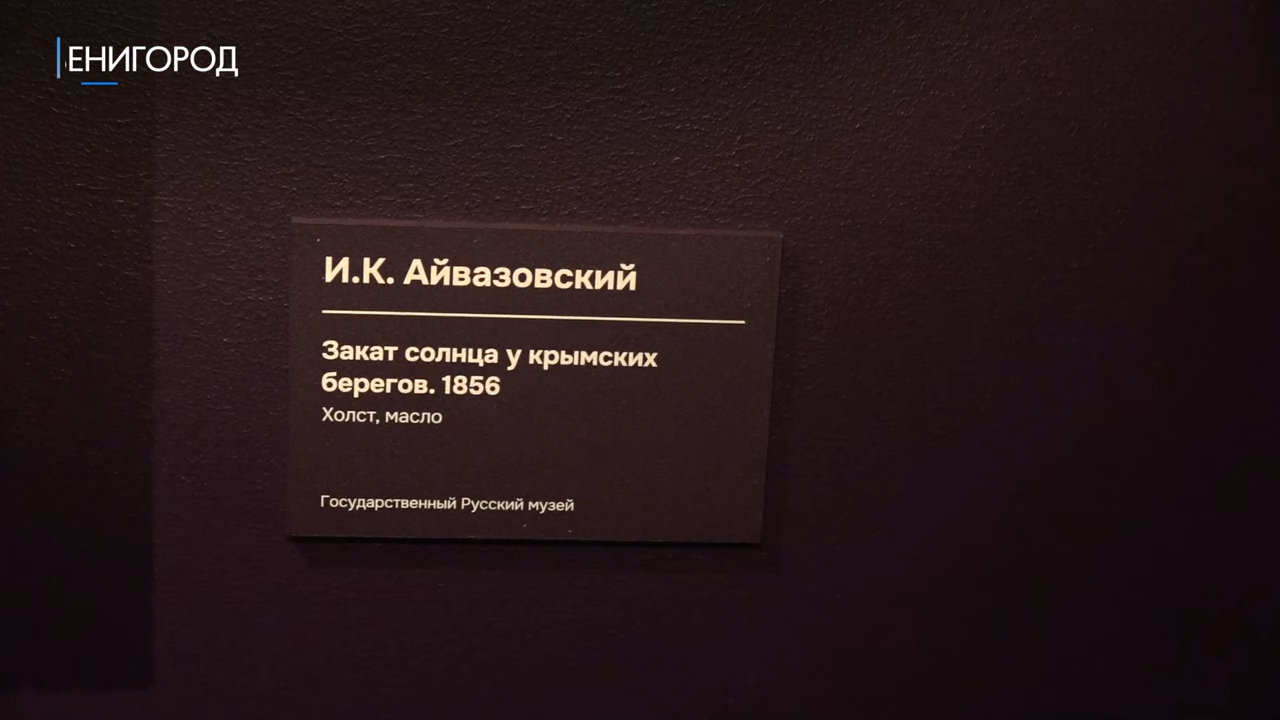 ЕНИГОРОД
И.К. Айвазовский
Закат солнца у крымских
берегов. 1856
Холст, масло
Государственный Русский музей